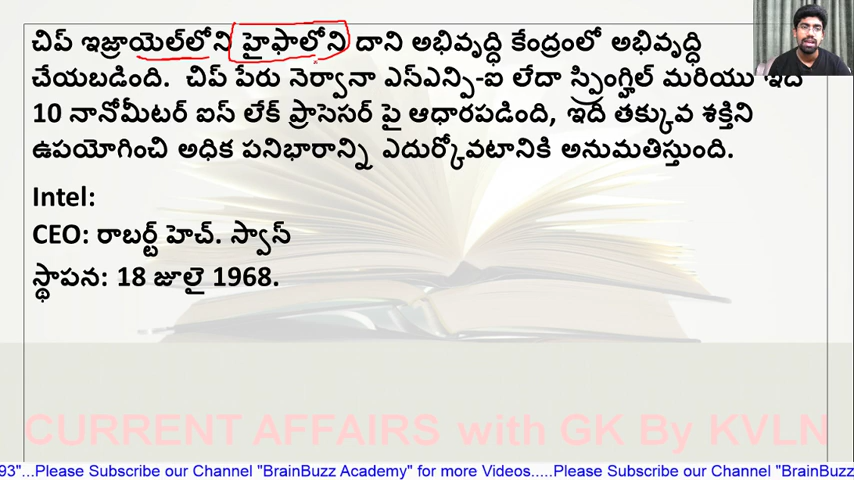 చిప్ ఇజ్రాయెల్‌లోని హైఫాలోని దాని అభివృద్ధి కేంద్రంలో అభివృద్ధి
చేయబడింది. చిప్ పేరు నెర్వానా ఎన్ఎన్పి-ఐ లేదా స్ప్రింగ్హిల్ మరియు ఇది
10 నానోమీటర్ ఐస్ లేక్ ప్రాసెసర్ పై ఆధారపడింది, ఇది తక్కువ శక్తిని
ఉపయోగించి అధిక పనిభారాన్ని ఎదుర్కోవటానికి అనుమతిస్తుంది.
Intel:
CEO: రాబర్ట్ హెచ్. స్వాన్
స్థాపన: 18 జూలై 1968.
CURRENT AFFAIRS with GK By KVLN
93"...Please Subscribe our Channel "BrainBuzz Academy" for more Videos.....Please Subscribe our Channel "BrainBuzz